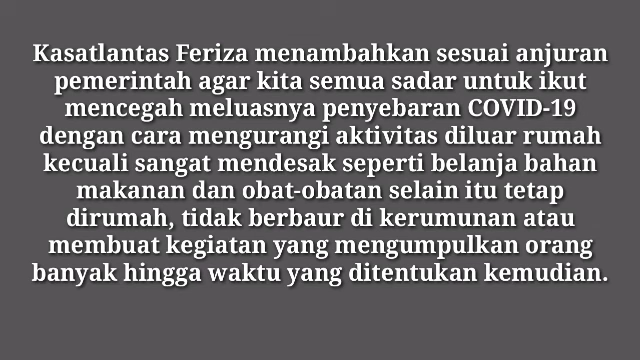 Kasatlantas Feriza menambahkan sesuai anjuran
pemerintah agar kita semua sadar untuk ikut
mencegah meluasnya penyebaran COVID-19
dengan cara mengurangi aktivitas diluar rumah
kecuali sangat mendesak seperti belanja bahan
makanan dan obat-obatan selain itu tetap
dirumah, tidak berbaur di kerumunan atau
membuat kegiatan yang mengumpulkan orang
banyak hingga waktu yang ditentukan kemudian.